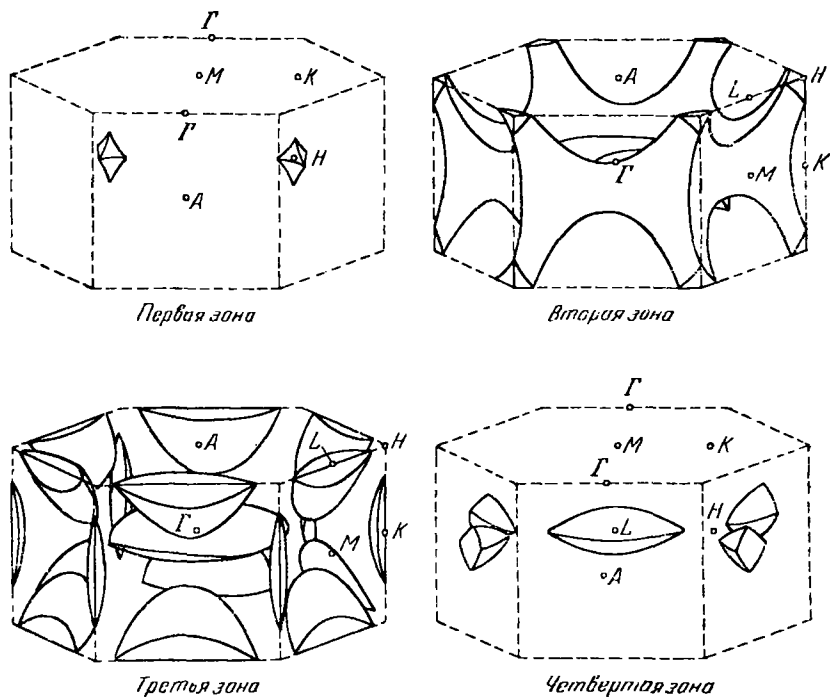 Γ
M
K
Γ
H
A
Первая зона
A
H
L
Γ
M
K
Вторая зона
A
L
H
Γ
M
K
Третья зона
Γ
M
K
Γ
L
H
A
Четвертая зона